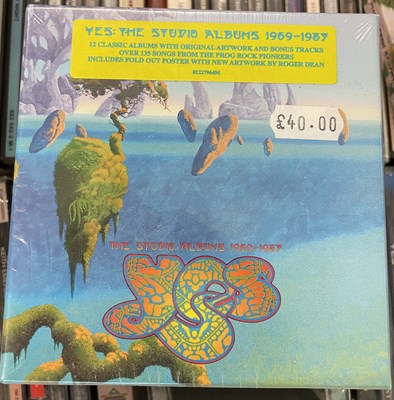 YES: THE STUDIO ALBUMS 1969-1987
12 CLASSIC ALBUMS WITH ORIGINAL ARTWORK AND BONUS TRACKS
OVER 135 SONGS FROM THE PROG ROCK PIONEERS
INCLUDES FOLD OUT POSTER WITH NEW ARTWORK BY ROGER DEAN
8122796496
£40.00
THE STUDIO ALBUMS 1969-1987
YES